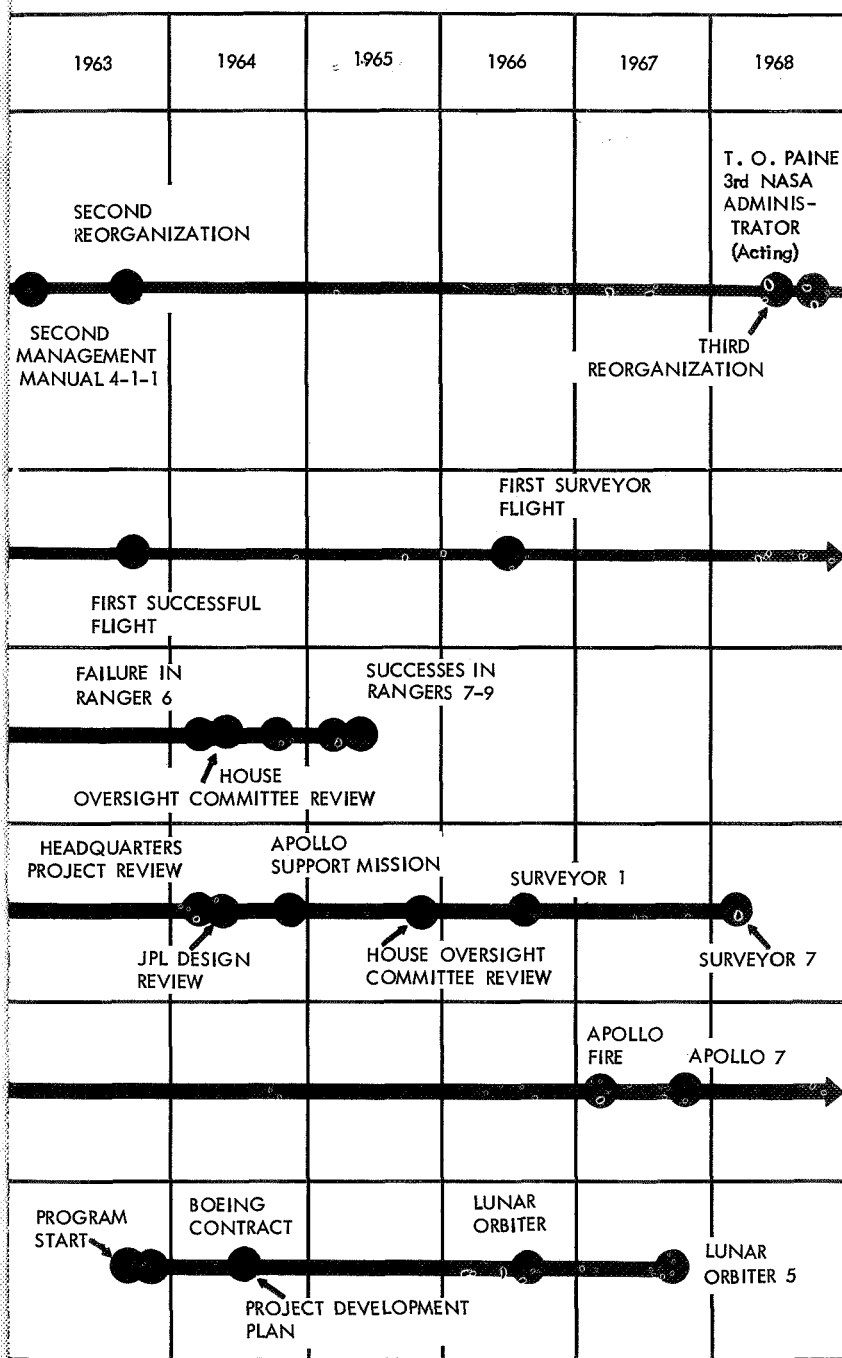 1963 1964 1965 1966 1967 1968
T. O. PAINE
3rd NASA
ADMINIS-
TRATOR
(Acting)
SECOND
REORGANIZATION
SECOND
MANAGEMENT
MANUAL 4-1-1
THIRD
REORGANIZATION
FIRST SURVEYOR
FLIGHT
FIRST SUCCESSFUL
FLIGHT
FAILURE IN
RANGER 6
SUCCESSES IN
RANGERS 7-9
HOUSE
OVERSIGHT COMMITTEE REVIEW
HEADQUARTERS
PROJECT REVIEW
APOLLO
SUPPORT MISSION
SURVEYOR 1
JPL DESIGN
REVIEW
HOUSE OVERSIGHT
COMMITTEE REVIEW
SURVEYOR 7
APOLLO
FIRE
APOLLO 7
PROGRAM
START
BOEING
CONTRACT
LUNAR
ORBITER
LUNAR
ORBITER 5
PROJECT DEVELOPMENT
PLAN